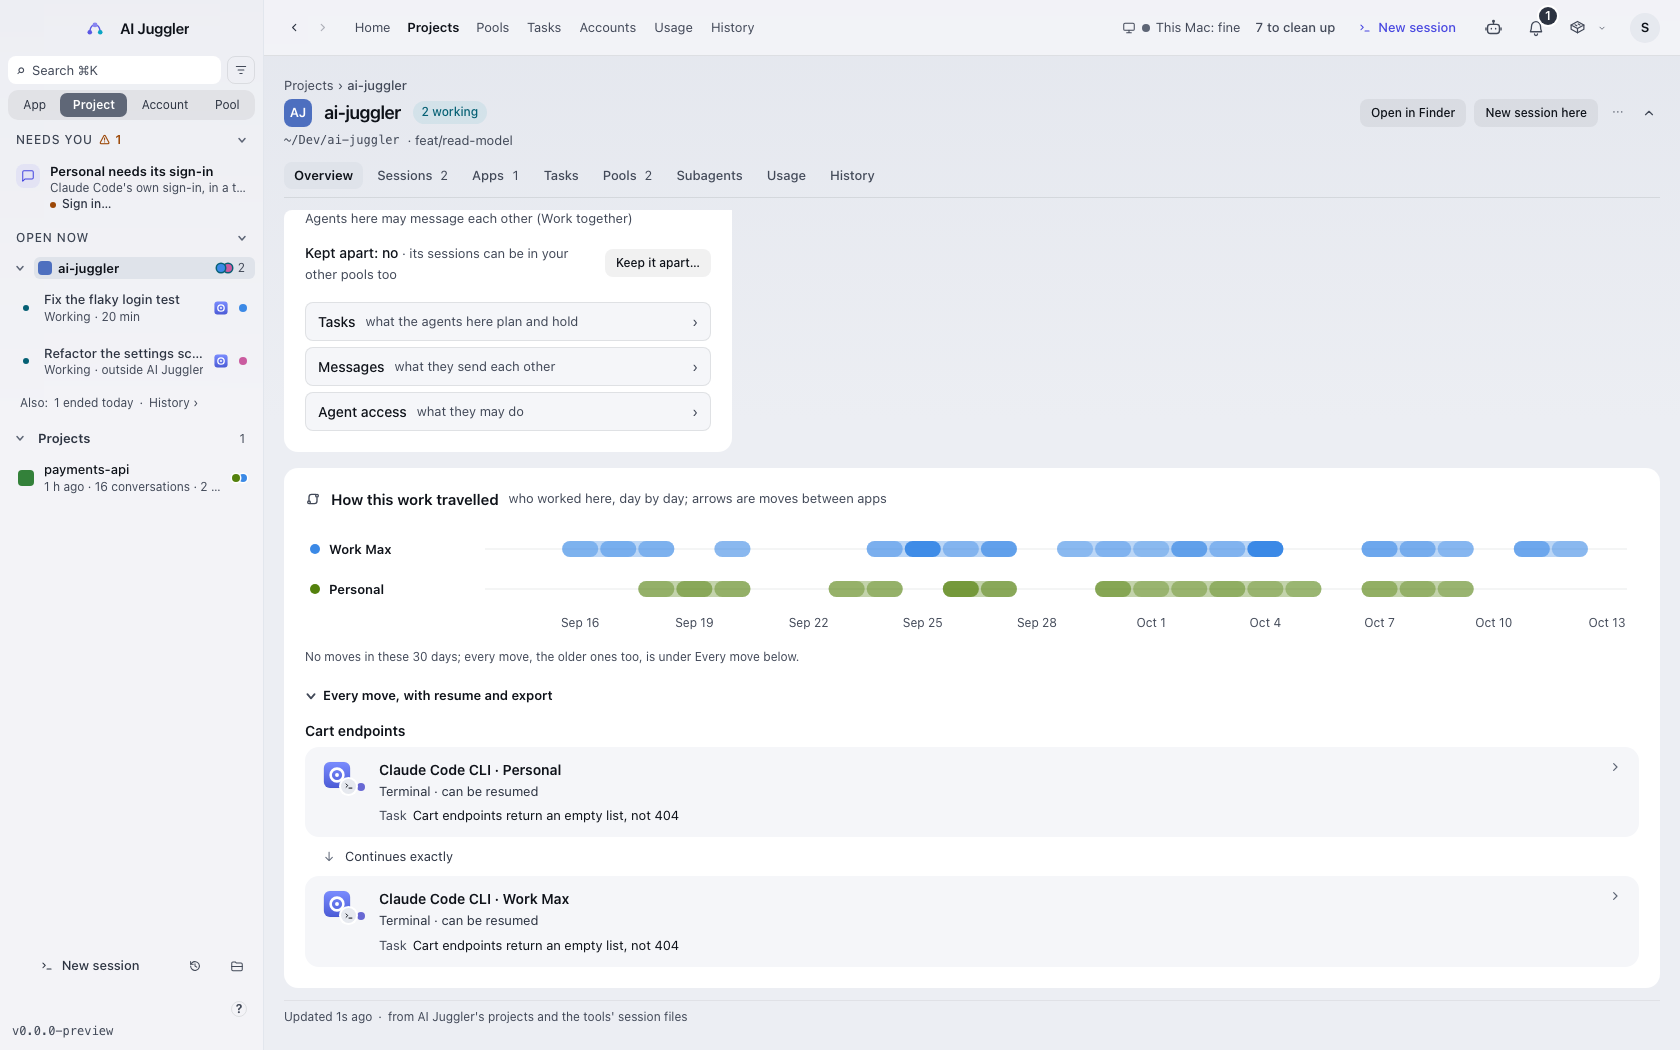 AI Juggler
Search ⌘K
App Project Account Pool
NEEDS YOU 1
Personal needs its sign-in
Claude Code's own sign-in, in a t...
Sign in...
OPEN NOW
ai-juggler 2
Fix the flaky login test
Working · 20 min
Refactor the settings sc...
Working · outside AI Juggler
Also: 1 ended today · History ›
Projects 1
payments-api
1 h ago · 16 conversations · 2 ...
New session
?
v0.0.0-preview
‹ › Home Projects Pools Tasks Accounts Usage History
This Mac: fine 7 to clean up New session 1 S
Projects › ai-juggler
AJ ai-juggler 2 working
Open in Finder New session here ...
~/Dev/ai-juggler · feat/read-model
Overview Sessions 2 Apps 1 Tasks Pools 2 Subagents Usage History
Agents here may message each other (Work together)
Kept apart: no · its sessions can be in your
other pools too
Keep it apart...
Tasks what the agents here plan and hold ›
Messages what they send each other ›
Agent access what they may do ›
How this work travelled who worked here, day by day; arrows are moves between apps
Work Max
Personal
Sep 16 Sep 19 Sep 22 Sep 25 Sep 28 Oct 1 Oct 4 Oct 7 Oct 10 Oct 13
No moves in these 30 days; every move, the older ones too, is under Every move below.
Every move, with resume and export
Cart endpoints
Claude Code CLI · Personal
Terminal · can be resumed
Task Cart endpoints return an empty list, not 404
↓ Continues exactly
Claude Code CLI · Work Max
Terminal · can be resumed
Task Cart endpoints return an empty list, not 404
Updated 1s ago · from AI Juggler's projects and the tools' session files